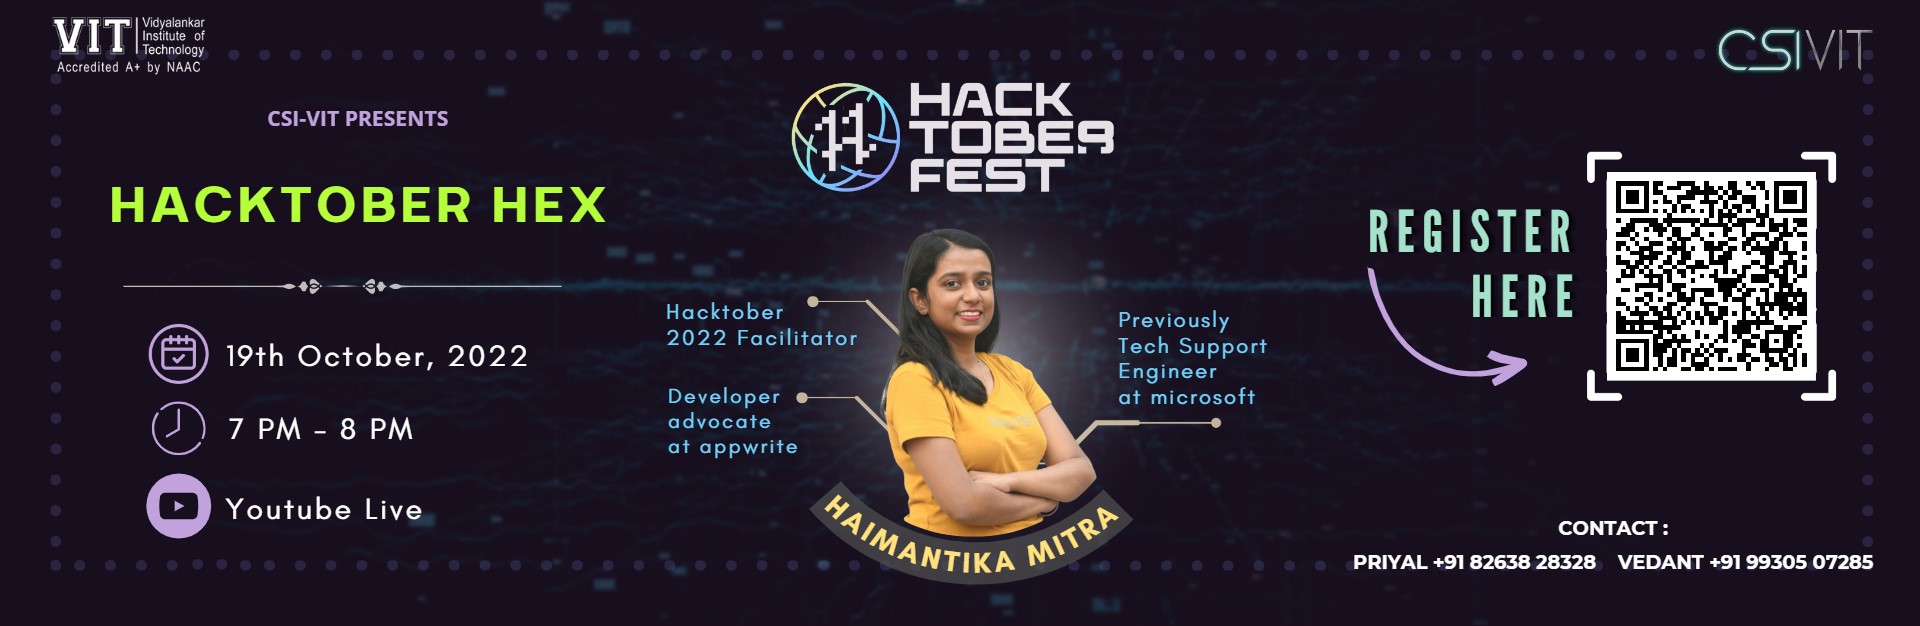 VIT
Vidyalankar
Institute of
Technology
Accredited A+ by NAAC
CSI-VIT PRESENTS
HACKTOBER HEX
19th October, 2022
7 PM - 8 PM
Youtube Live
HACK
TOBER
FEST
Hacktober
2022 Facilitator
Developer
advocate
at appwrite
Previously
Tech Support
Engineer
at microsoft
HAIMANTIKA MITRA
CSIVIT
REGISTER
HERE
CONTACT :
PRIYAL +91 82638 28328 VEDANT +91 99305 07285